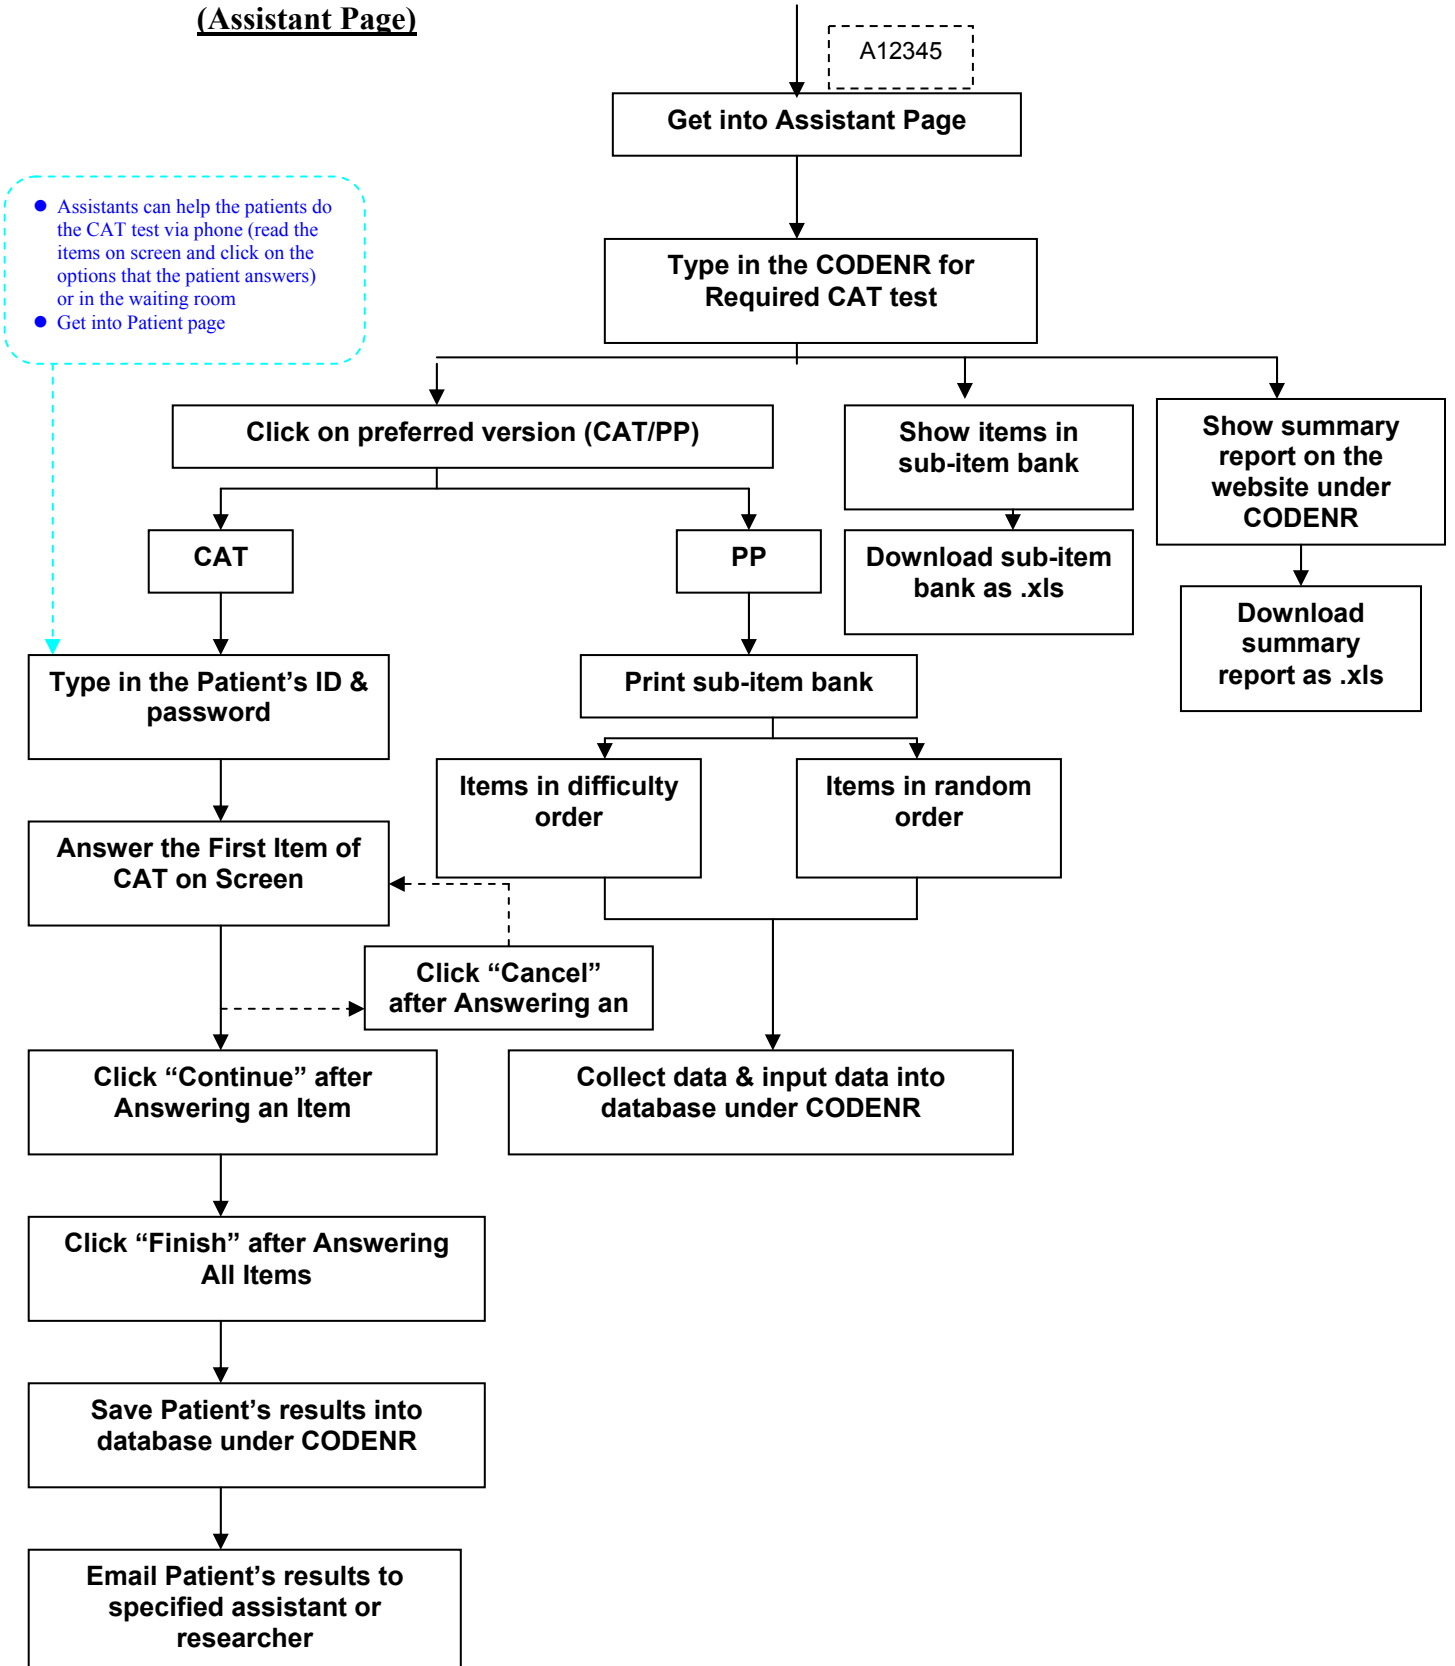 (Assistant Page)
A12345
Get into Assistant Page
● Assistants can help the patients do
the CAT test via phone (read the
items on screen and click on the
options that the patient answers)
or in the waiting room
● Get into Patient page
Type in the CODENR for
Required CAT test
Click on preferred version (CAT/PP)
Show items in
sub-item bank
Show summary
report on the
website under
CODENR
CAT
PP
Download sub-item
bank as .xls
Download
summary
report as .xls
Type in the Patient’s ID &
password
Print sub-item bank
Items in difficulty
order
Items in random
order
Answer the First Item of
CAT on Screen
Click “Cancel”
after Answering an
Click “Continue” after
Answering an Item
Collect data & input data into
database under CODENR
Click “Finish” after Answering
All Items
Save Patient’s results into
database under CODENR
Email Patient’s results to
specified assistant or
researcher